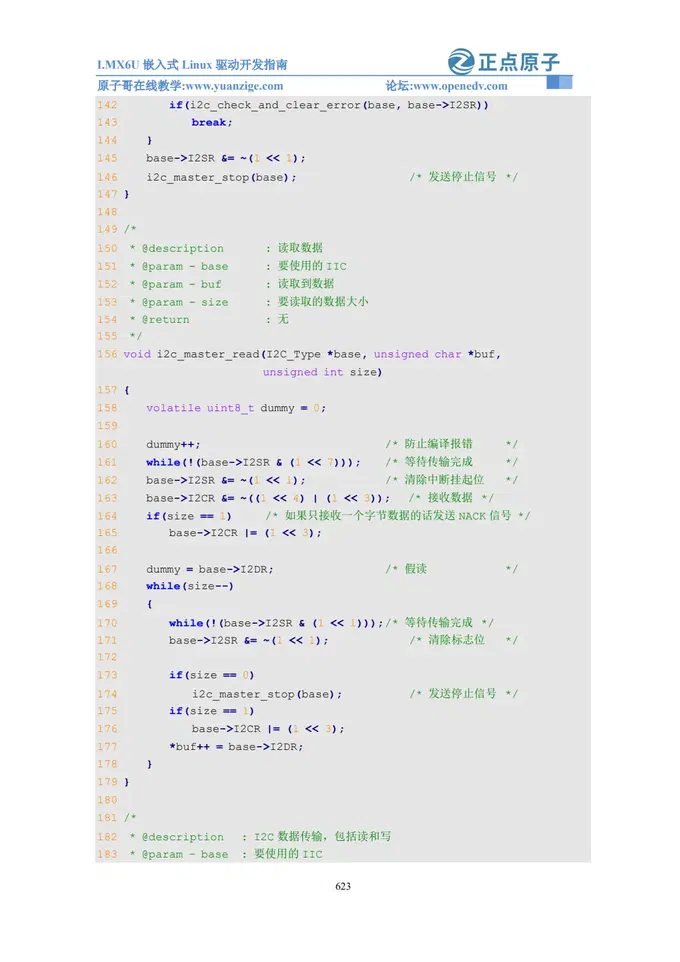 I.MX6U 嵌入式 Linux 驱动开发指南
正点原子
原子哥在线教学:www.yuanzige.com 论坛:www.openedv.com
142 if(i2c_check_and_clear_error(base, base->I2SR))
143 break;
144 }
145 base->I2SR &= ~(1 << 1);
146 i2c_master_stop(base); /* 发送停止信号 */
147 }
148
149 /*
150 * @description : 读取数据
151 * @param - base : 要使用的 IIC
152 * @param - buf : 读取到数据
153 * @param - size : 要读取的数据大小
154 * @return : 无
155 */
156 void i2c_master_read(I2C_Type *base, unsigned char *buf,
unsigned int size)
157 {
158 volatile uint8_t dummy = 0;
159
160 dummy++; /* 防止编译报错 */
161 while(!(base->I2SR & (1 << 7))); /* 等待传输完成 */
162 base->I2SR &= ~(1 << 1); /* 清除中断挂起位 */
163 base->I2CR &= ~((1 << 4) | (1 << 3)); /* 接收数据 */
164 if(size == 1) /* 如果只接收一个字节数据的话发送 NACK 信号 */
165 base->I2CR |= (1 << 3);
166
167 dummy = base->I2DR; /* 假读 */
168 while(size--)
169 {
170 while(!(base->I2SR & (1 << 1)));/* 等待传输完成 */
171 base->I2SR &= ~(1 << 1); /* 清除标志位 */
172
173 if(size == 0)
174 i2c_master_stop(base); /* 发送停止信号 */
175 if(size == 1)
176 base->I2CR |= (1 << 3);
177 *buf++ = base->I2DR;
178 }
179 }
180
181 /*
182 * @description : I2C 数据传输，包括读和写
183 * @param - base : 要使用的 IIC
623